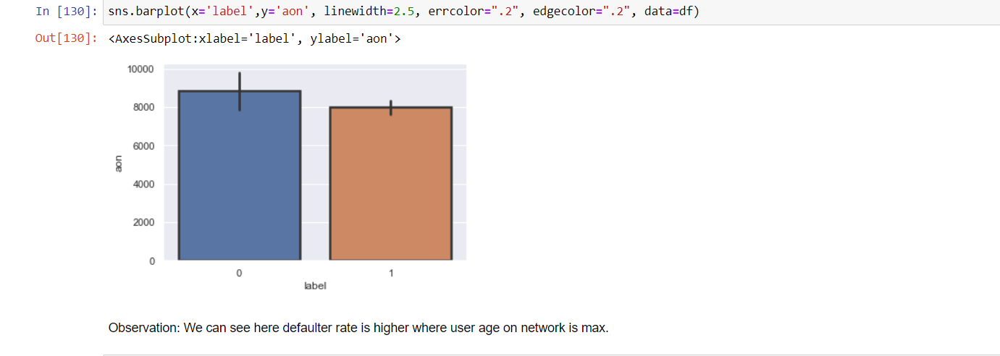 In [130]: sns.barplot(x='label',y='aon', linewidth=2.5, errcolor=".2", edgecolor=".2", data=df)
Out[130]: <AxesSubplot:xlabel='label', ylabel='aon'>
10000
8000
6000
4000
2000
0
aon
0 1
label
Observation: We can see here defaulter rate is higher where user age on network is max.